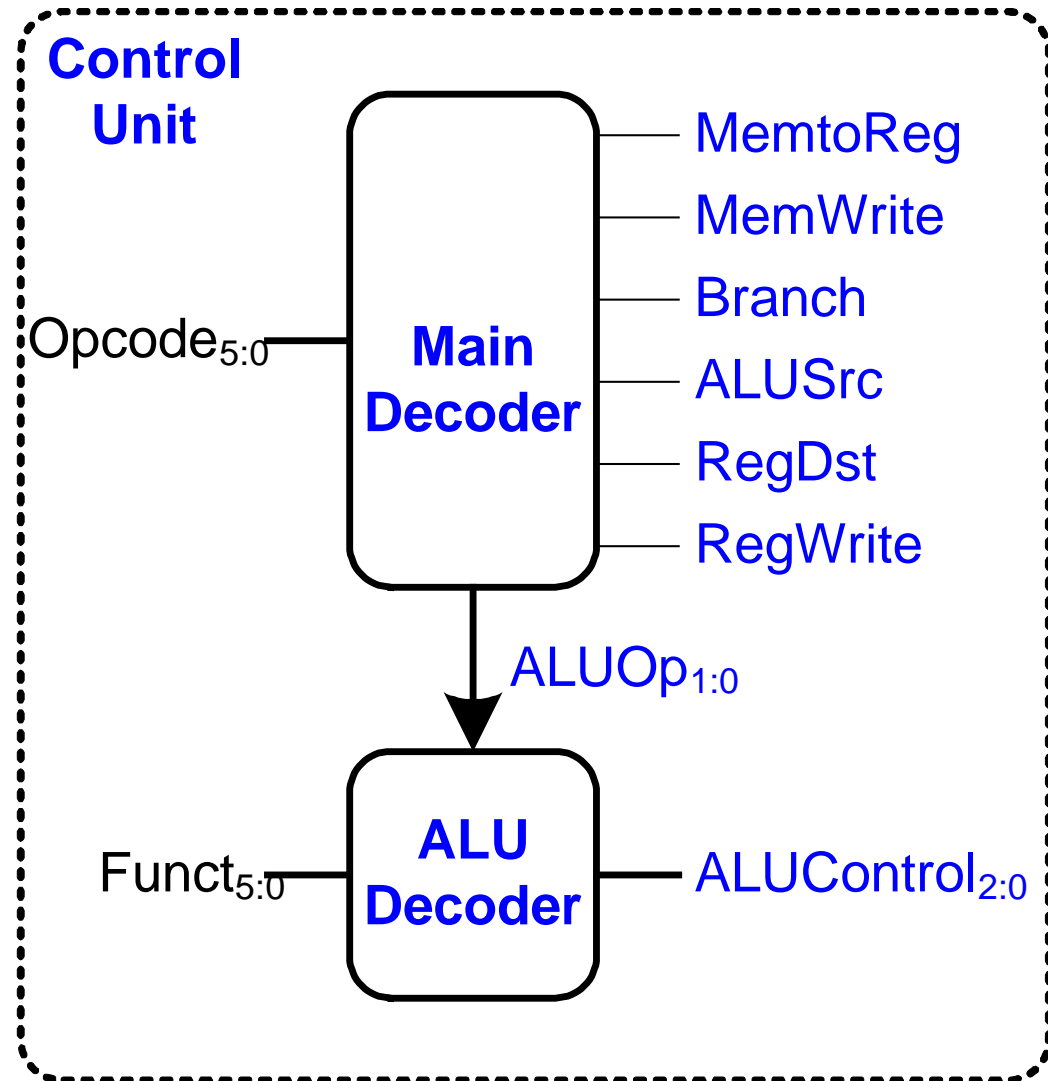 Control
Unit
MemtoReg
MemWrite
Branch
Opcode5:0
Main
Decoder
ALUSrc
RegDst
RegWrite
ALUOp1:0
ALU
Decoder
Funct5:0
ALUControl2:0